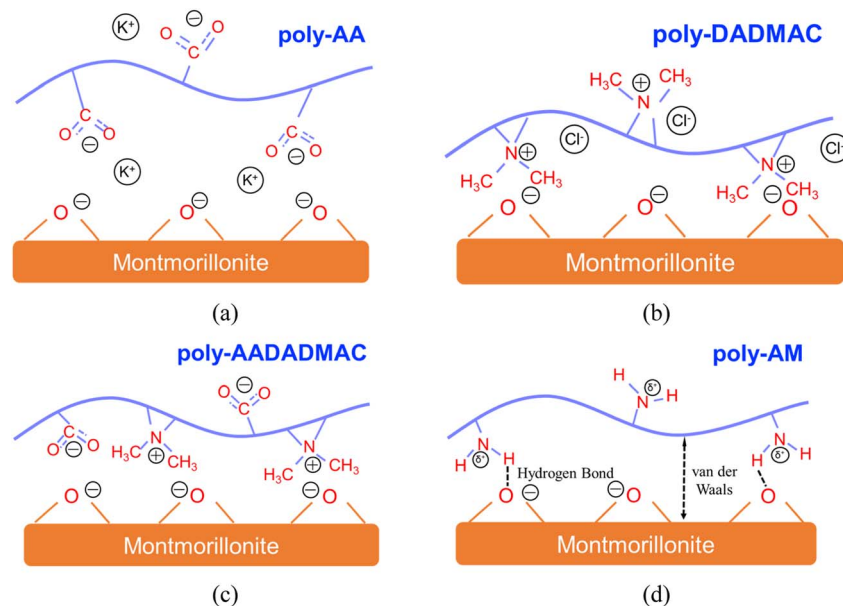 poly-AA
K⁺
⊖
O
C
O
C
O
O
⊖
C
O
O
⊖
K⁺
K⁺
O⊖
O⊖
⊖O
Montmorillonite
(a)
poly-DADMAC
H₃C
⊕
CH₃
N
Cl⁻
Cl⁻
Cl⁻
N⊕
H₃C
CH₃
N⊕
H₃C
CH₃
O⊖
O⊖
⊖O
Montmorillonite
(b)
poly-AADADMAC
⊖
O
O
C
O
C
O
⊖
N
H₃C
⊕
CH₃
N
H₃C
⊕
CH₃
O⊖
⊖O
⊖O
Montmorillonite
(c)
poly-AM
H
δ⁺
N
H
N
H
δ⁺
H
N
H
δ⁺
H
Hydrogen Bond
van der
Waals
O⊖
⊖O
O
Montmorillonite
(d)